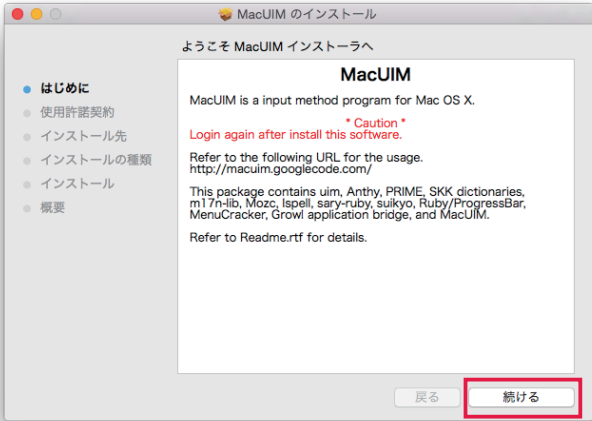 MacUIM のインストール
ようこそ MacUIM インストーラへ
はじめに
使用許諾契約
インストール先
インストールの種類
インストール
概要
MacUIM
MacUIM is a input method program for Mac OS X.
* Caution *
Login again after install this software.
Refer to the following URL for the usage.
http://macuim.googlecode.com/
This package contains uim, Anthy, PRIME, SKK dictionaries,
m17n-lib, Mozc, Ispell, sary-ruby, suikyo, Ruby/ProgressBar,
MenuCracker, Growl application bridge, and MacUIM.
Refer to Readme.rtf for details.
戻る
続ける